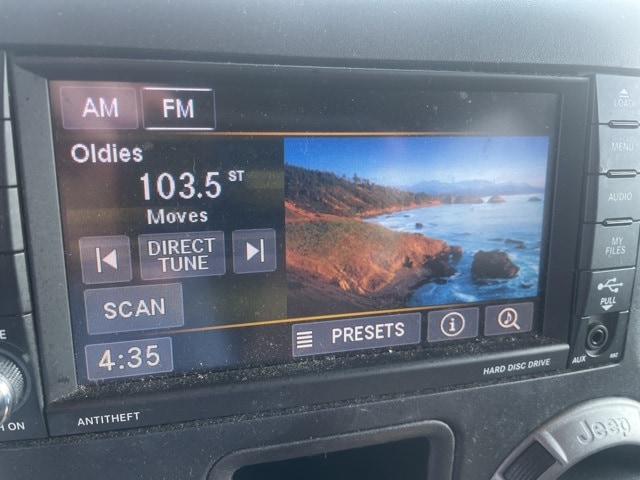 AM FM
Oldies
103.5 ST
Moves
DIRECT
TUNE
SCAN
PRESETS
4:35
LOAD
MENU
AUDIO
MY
FILES
PULL
AUX
HARD DISC DRIVE
ANTITHEFT
Jeep